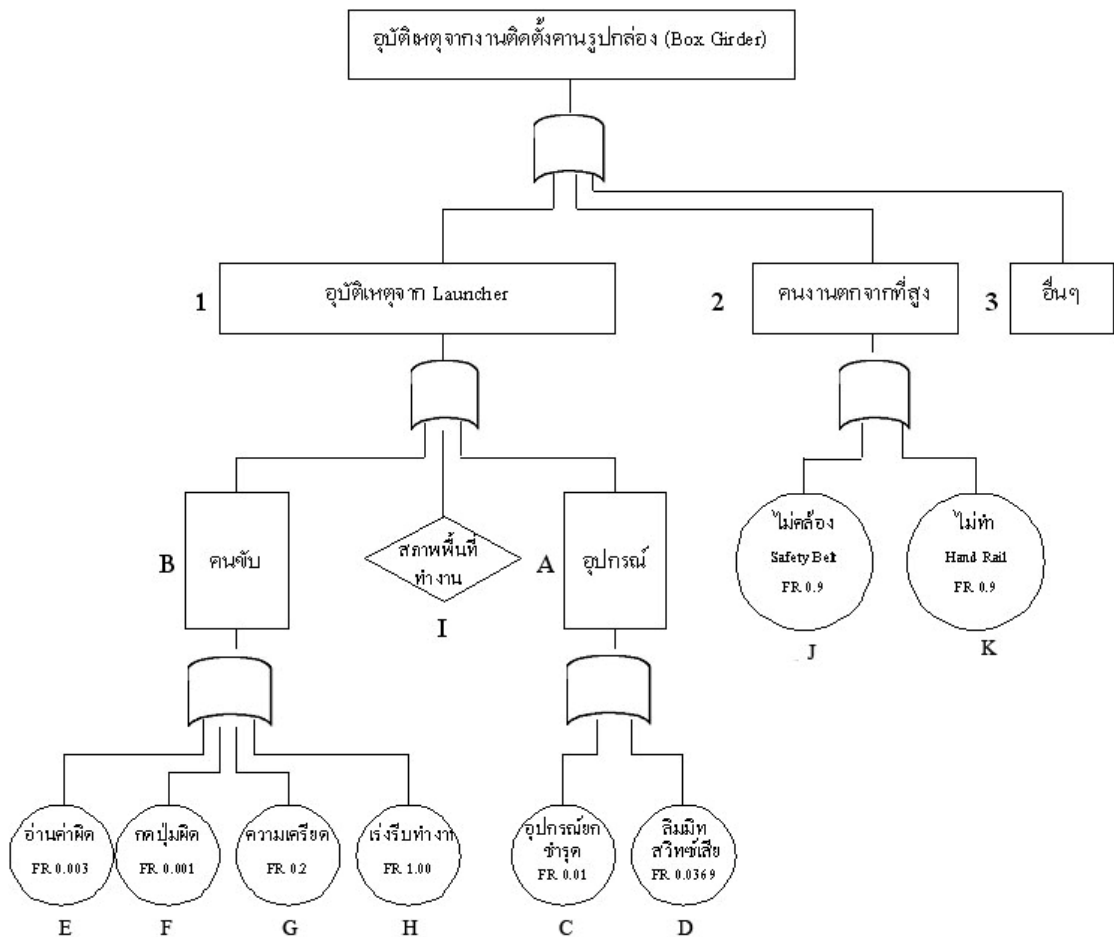 อุบัติเหตุจากงานติดตั้งคานรูปกล่อง (Box Girder)
1
อุบัติเหตุจาก Launcher
2
คนงานตกจากที่สูง
3
อื่นๆ
B
คนขับ
สภาพพื้นที่
ทำงาน
I
A
อุปกรณ์
ไม่คล้อง
Safety Belt
FR 0.9
J
ไม่ทำ
Hand Rail
FR 0.9
K
อ่านค่าผิด
FR 0.003
E
กดปุ่มผิด
FR 0.001
F
ความเครียด
FR 0.2
G
เร่งรีบทำงาน
FR 1.00
H
อุปกรณ์ยก
ชำรุด
FR 0.01
C
ลิมมิท
สวิทซ์เสีย
FR 0.0369
D